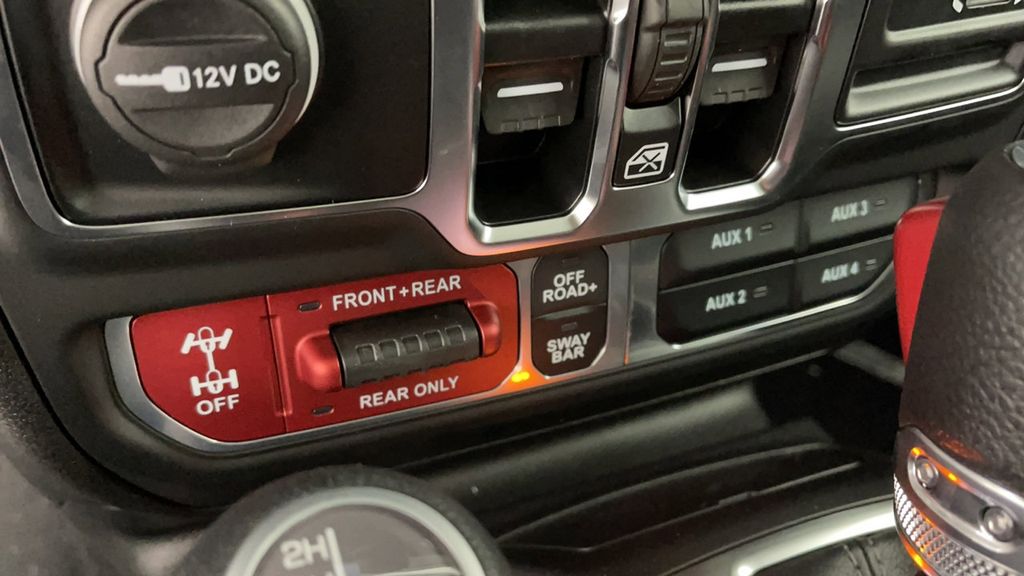 12V DC
FRONT+REAR
OFF
REAR ONLY
OFF
ROAD+
SWAY
BAR
AUX 1
AUX 3
AUX 2
AUX 4
2H